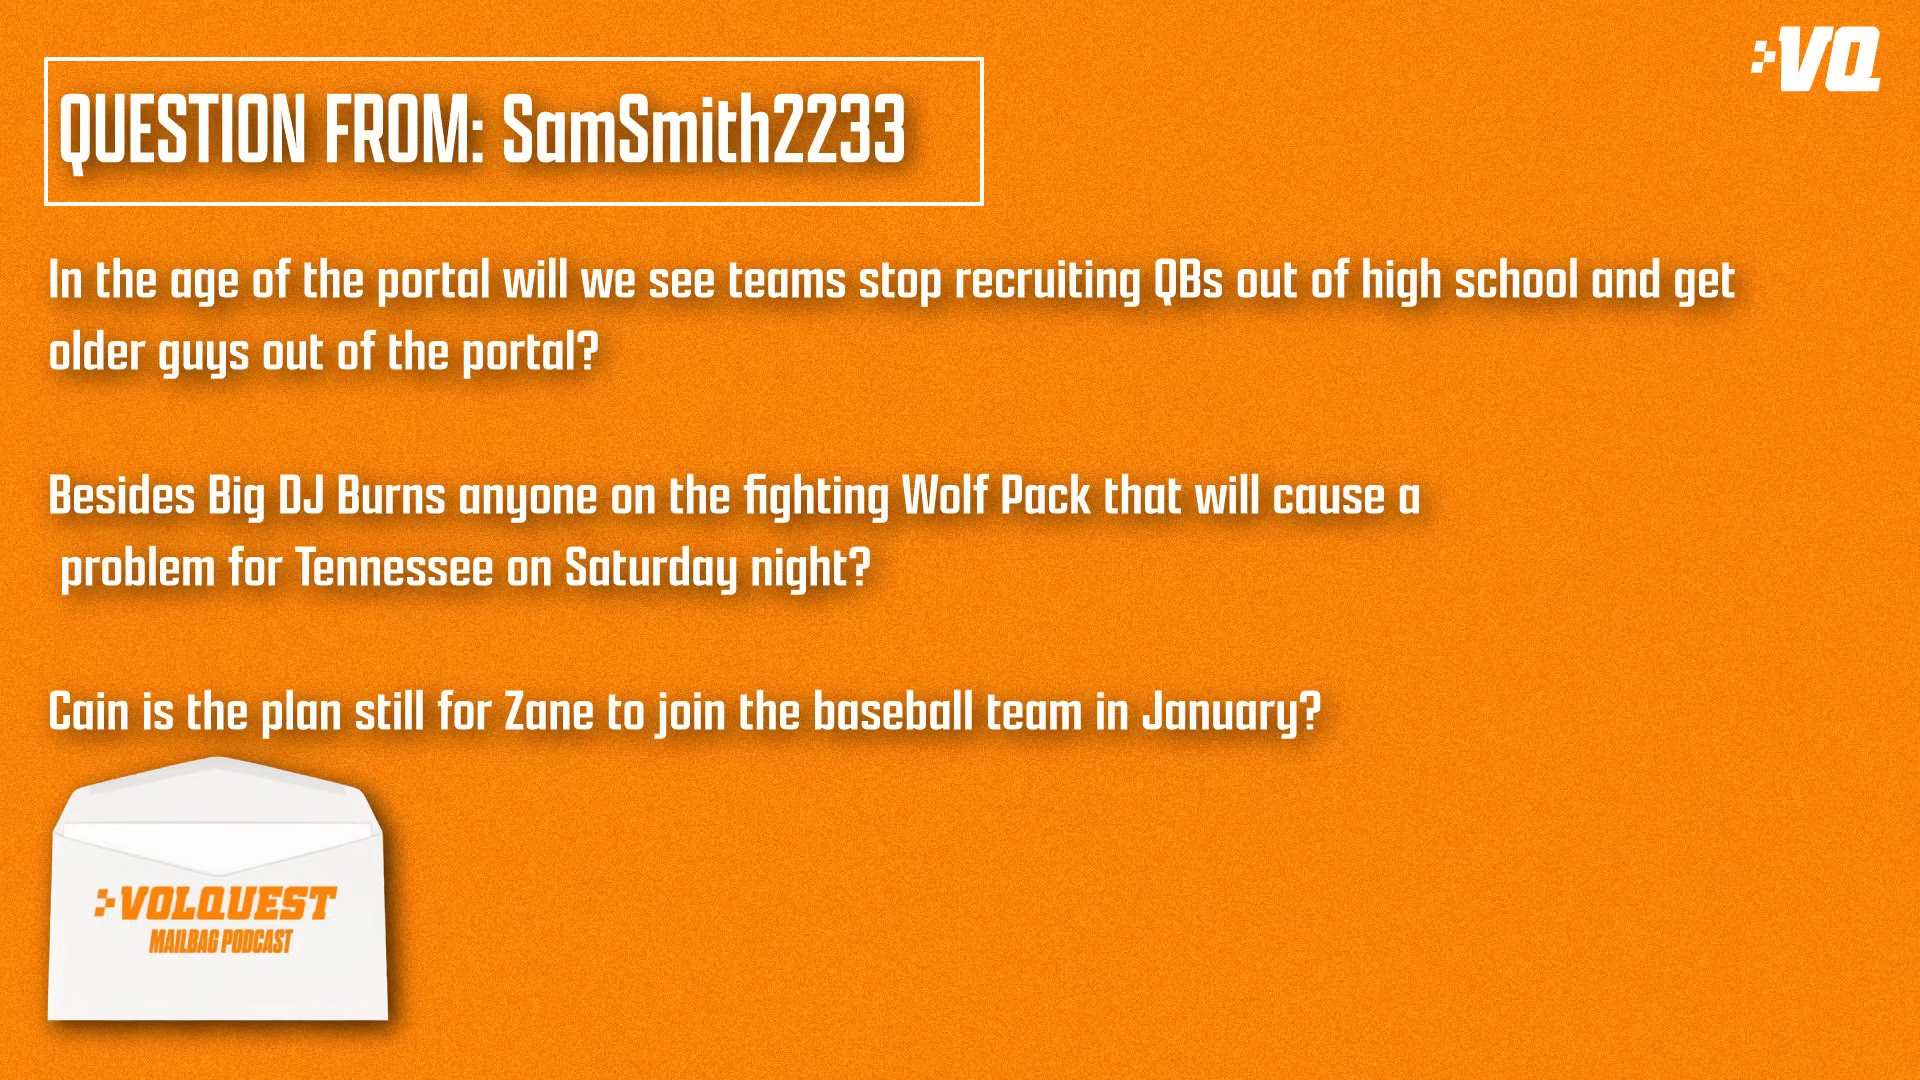 VQ
QUESTION FROM: SamSmith2233
In the age of the portal will we see teams stop recruiting QBs out of high school and get
older guys out of the portal?
Besides Big DJ Burns anyone on the fighting Wolf Pack that will cause a
problem for Tennessee on Saturday night?
Cain is the plan still for Zane to join the baseball team in January?
VOLQUEST
MAILBAG PODCAST